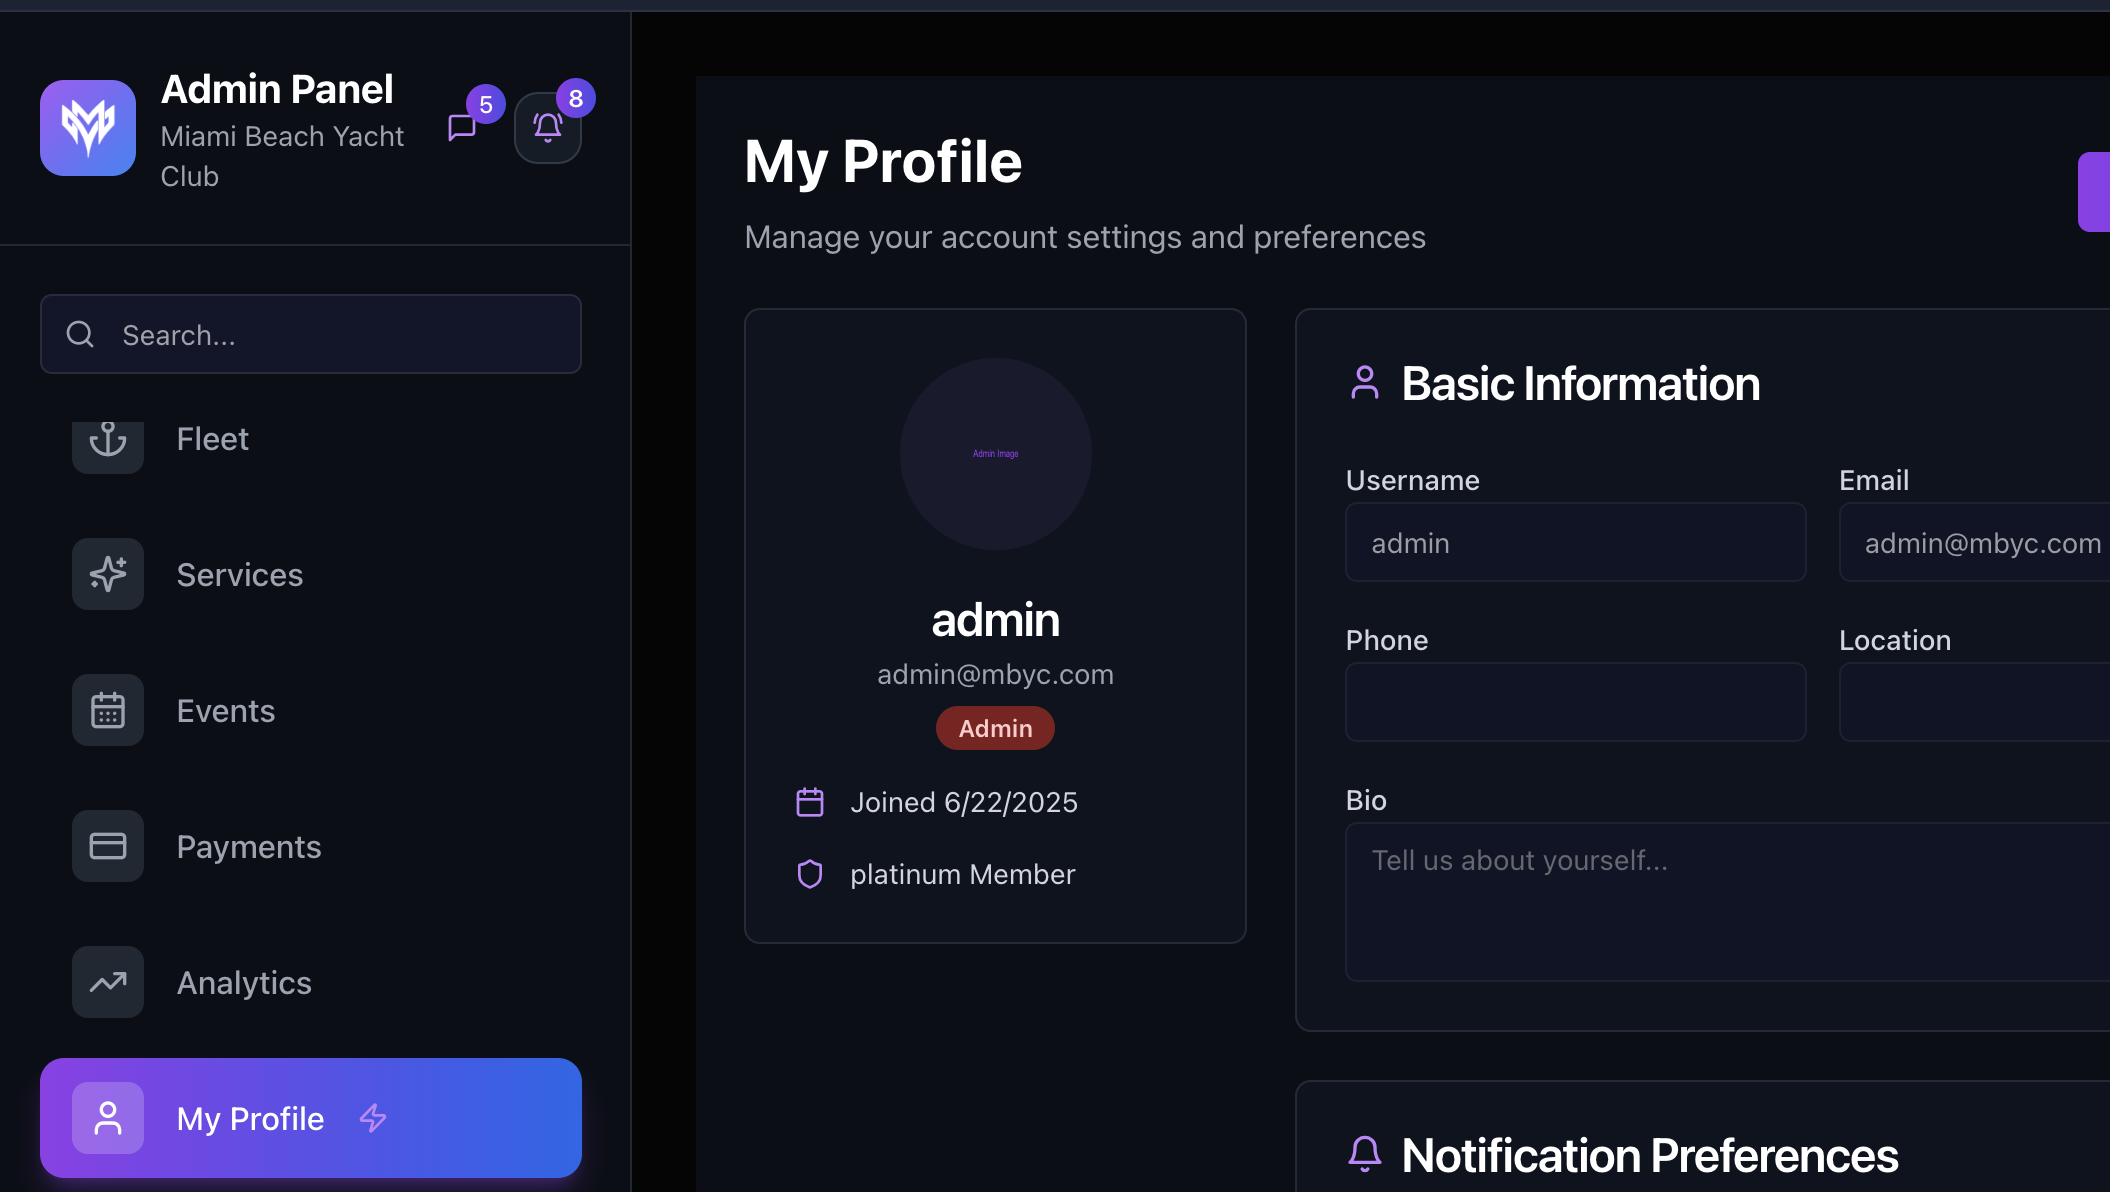 Admin Panel
Miami Beach Yacht
Club
5
8
Search...
Fleet
Services
Events
Payments
Analytics
My Profile
My Profile
Manage your account settings and preferences
Admin Image
admin
admin@mbyc.com
Admin
Joined 6/22/2025
platinum Member
Basic Information
Username
Email
admin
admin@mbyc.com
Phone
Location
Bio
Tell us about yourself...
Notification Preferences